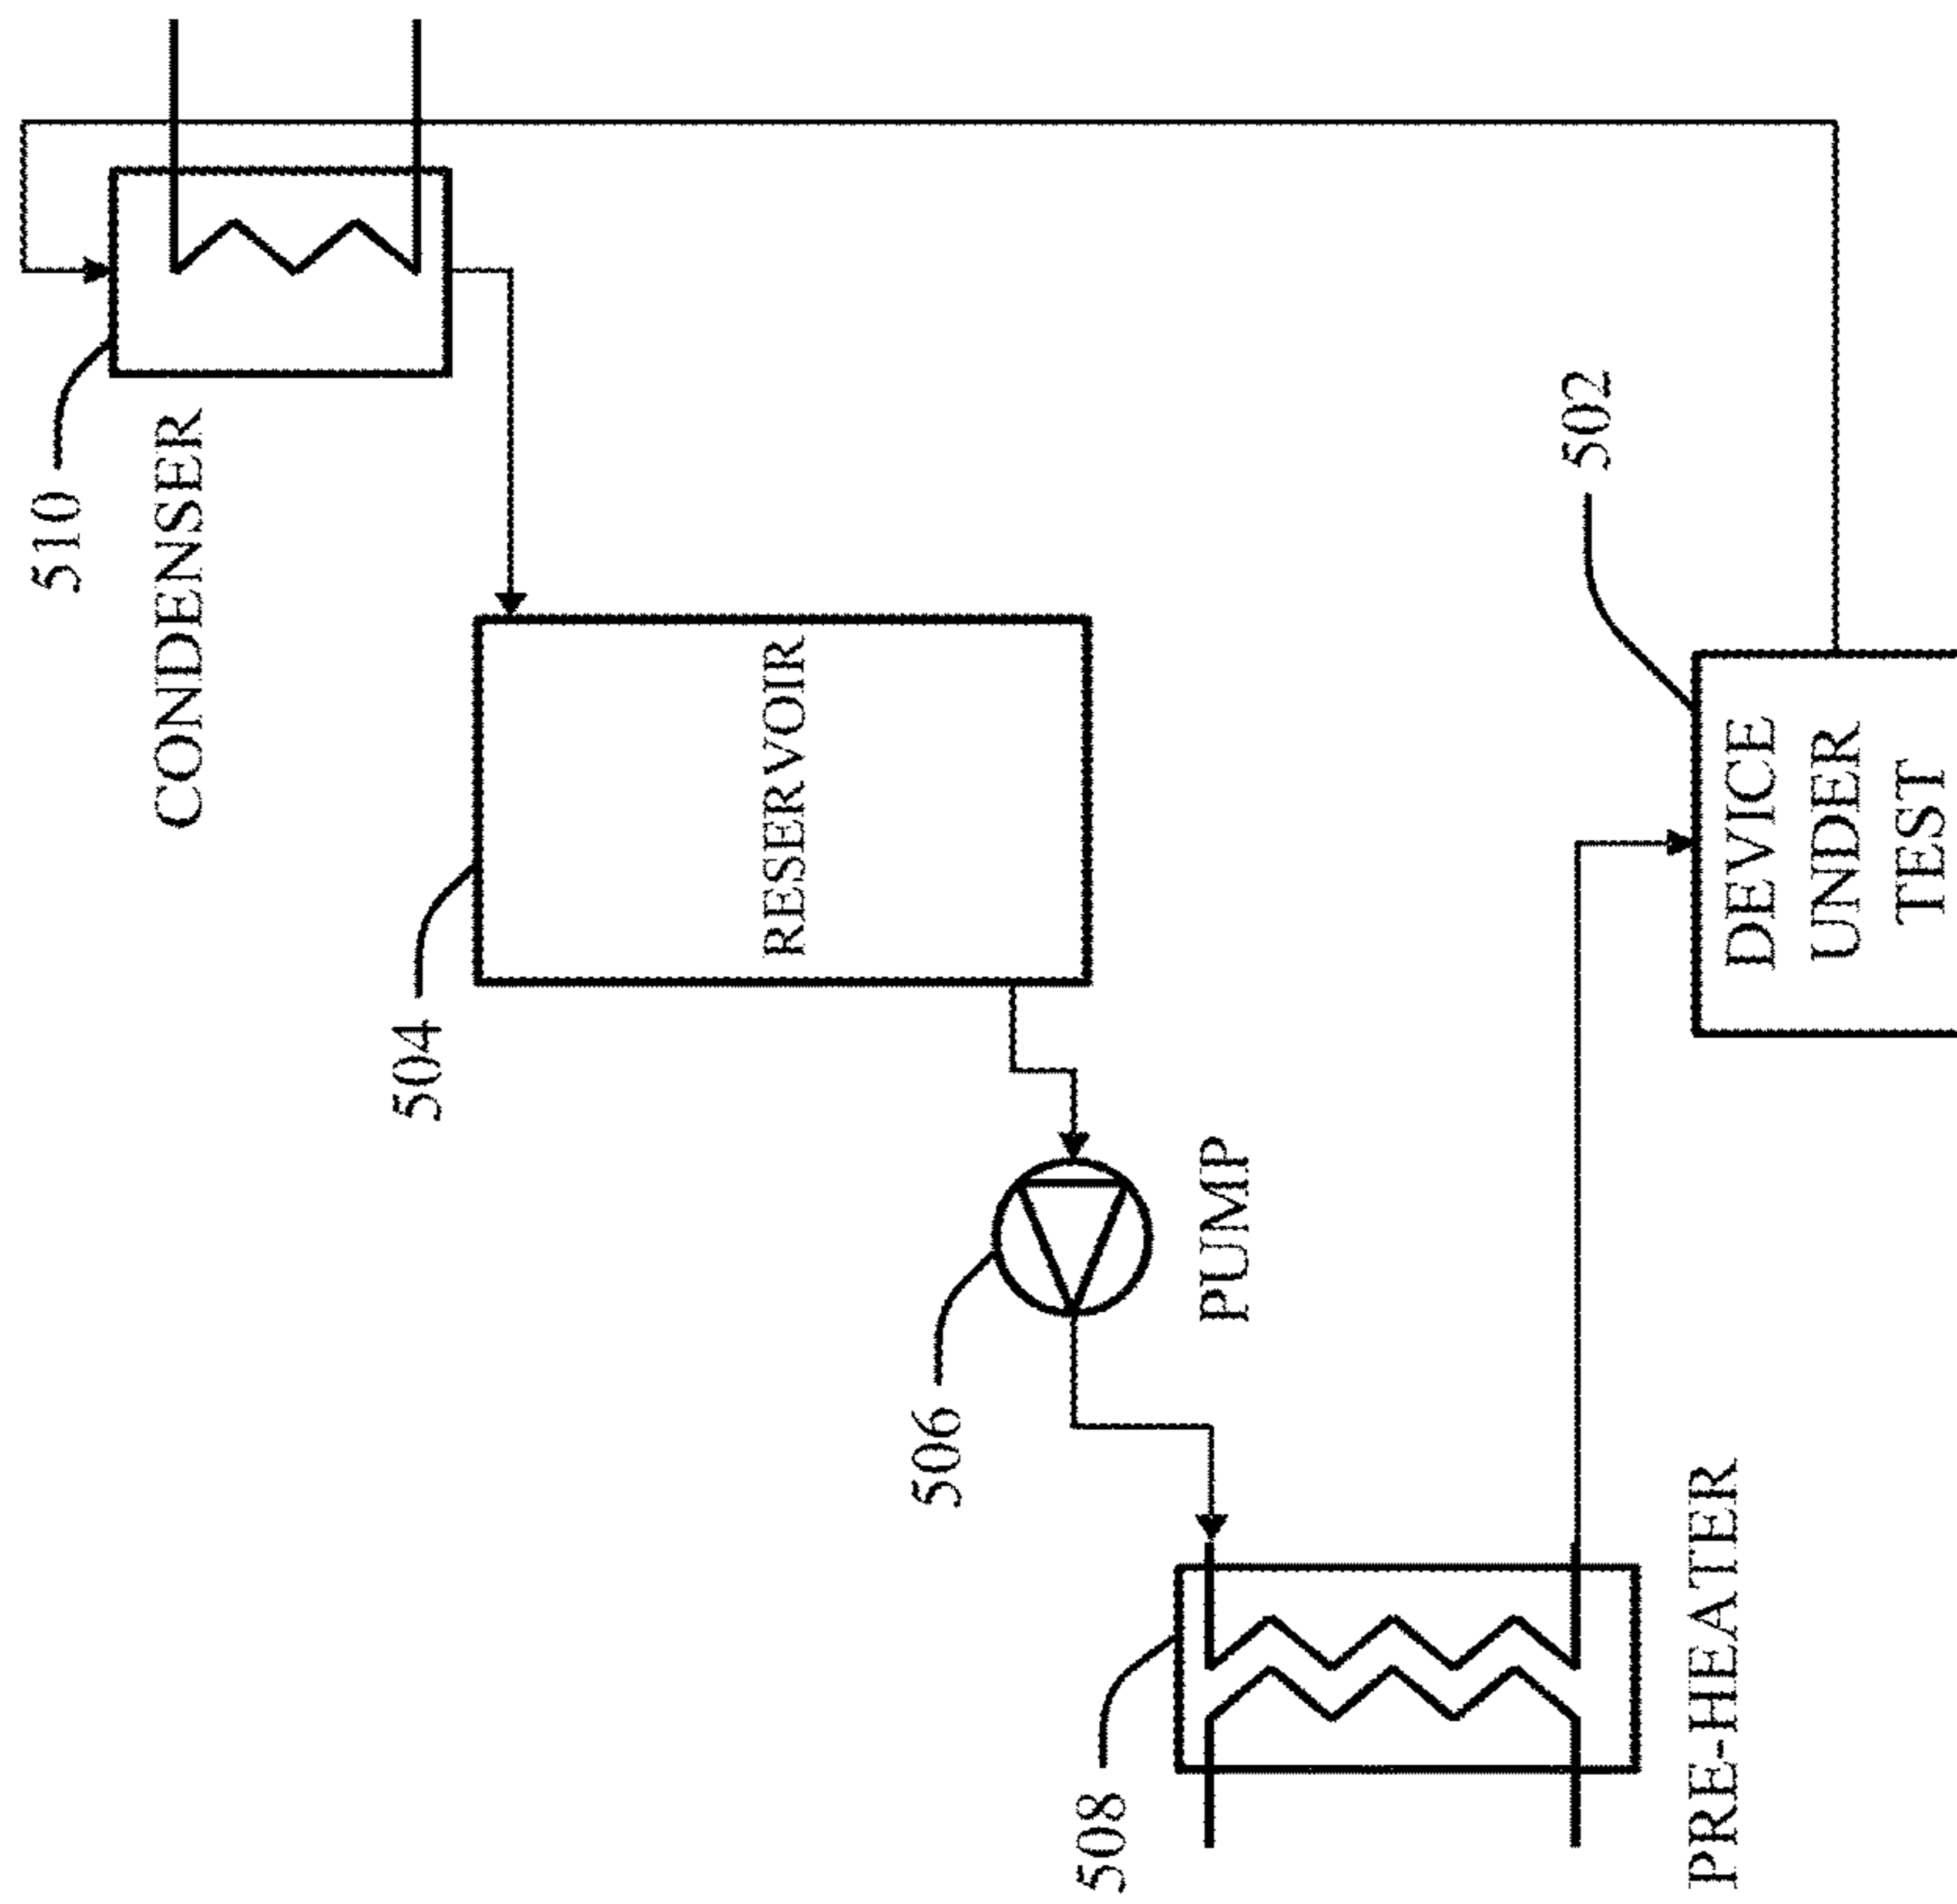 510
CONDENSER
504
RESERVOIR
506
PUMP
508
PRE-HEATER
502
DEVICE
UNDER
TEST